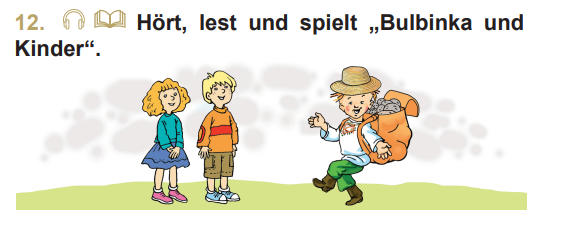 12. Hört, lest und spielt „Bulbinka und
Kinder“.